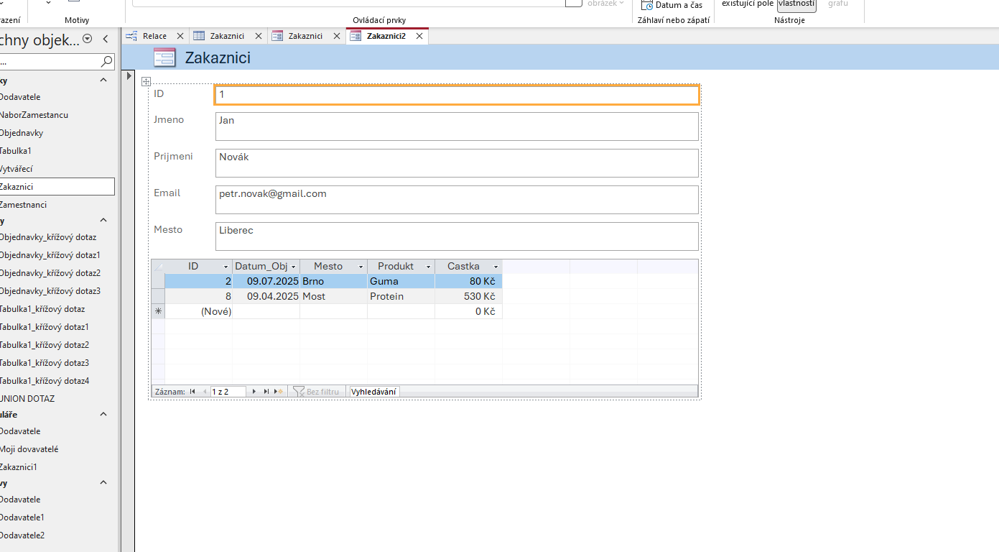 obrázek
Datum a čas
existující pole
vlastností
grafu
razení
Motivy
Ovládací prvky
Záhlaví nebo zápatí
Nástroje
chny objek...
Relace
Zakaznici
Zakaznici
Zakaznici2
...
Zakaznici
ky
Dodavatele
NaborZamestancu
Objednavky
Tabulka1
Vytvářecí
Zakaznici
Zamestnanci
y
Objednavky_křížový dotaz
Objednavky_křížový dotaz1
Objednavky_křížový dotaz2
Objednavky_křížový dotaz3
Tabulka1_křížový dotaz
Tabulka1_křížový dotaz1
Tabulka1_křížový dotaz2
Tabulka1_křížový dotaz3
Tabulka1_křížový dotaz4
UNION DOTAZ
uláře
Dodavatele
Moji dovavatelé
Zakaznici1
vy
Dodavatele
Dodavatele1
Dodavatele2
ID 1
Jmeno Jan
Prijmeni Novák
Email petr.novak@gmail.com
Mesto Liberec
ID Datum_Obj Mesto Produkt Castka
2 09.07.2025 Brno Guma 80 Kč
8 09.04.2025 Most Protein 530 Kč
(Nové) 0 Kč
Záznam: 1 z 2 Bez filtru Vyhledávání